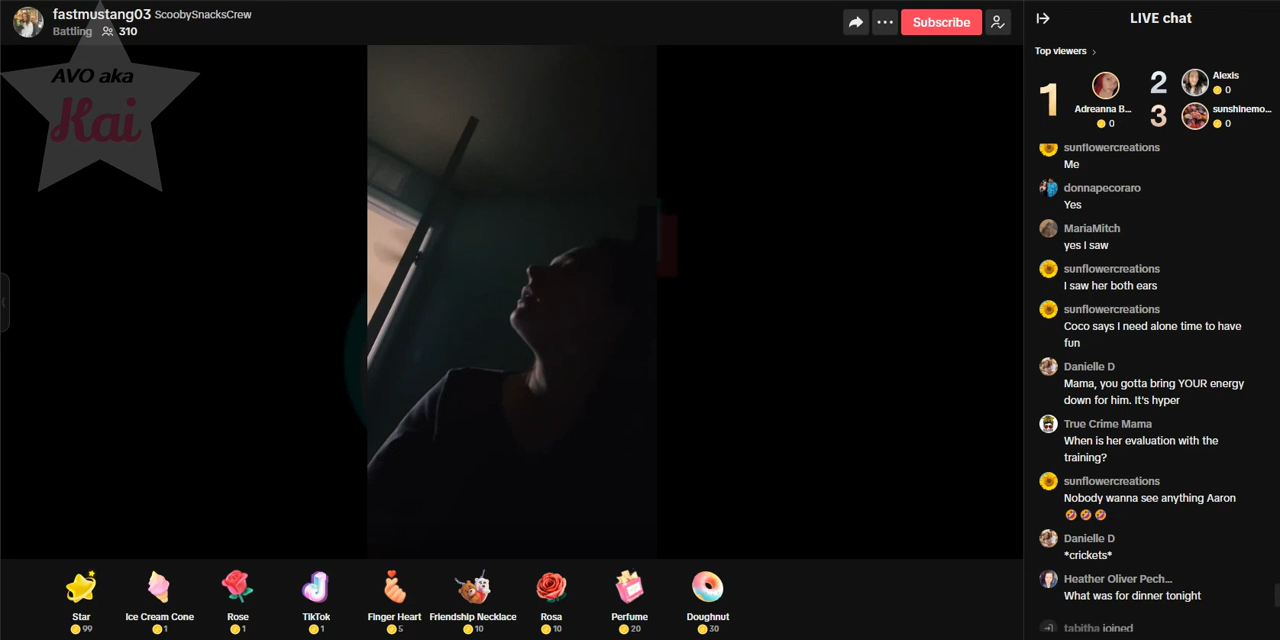 fastmustang03 ScoobySnacksCrew
Battling 310
Subscribe
AVO aka
Kai
LIVE chat
Top viewers
1
Adreanna B...
0
2
Alexis
0
3
sunshinemo...
0
sunflowercreations
Me
donnapecoraro
Yes
MariaMitch
yes I saw
sunflowercreations
I saw her both ears
sunflowercreations
Coco says I need alone time to have
fun
Danielle D
Mama, you gotta bring YOUR energy
down for him. It's hyper
True Crime Mama
When is her evaluation with the
training?
sunflowercreations
Nobody wanna see anything Aaron
🤣 🤣 🤣
Danielle D
*crickets*
Heather Oliver Pech...
What was for dinner tonight
tabitha joined
Star
99
Ice Cream Cone
1
Rose
1
TikTok
1
Finger Heart
5
Friendship Necklace
10
Rosa
10
Perfume
20
Doughnut
30